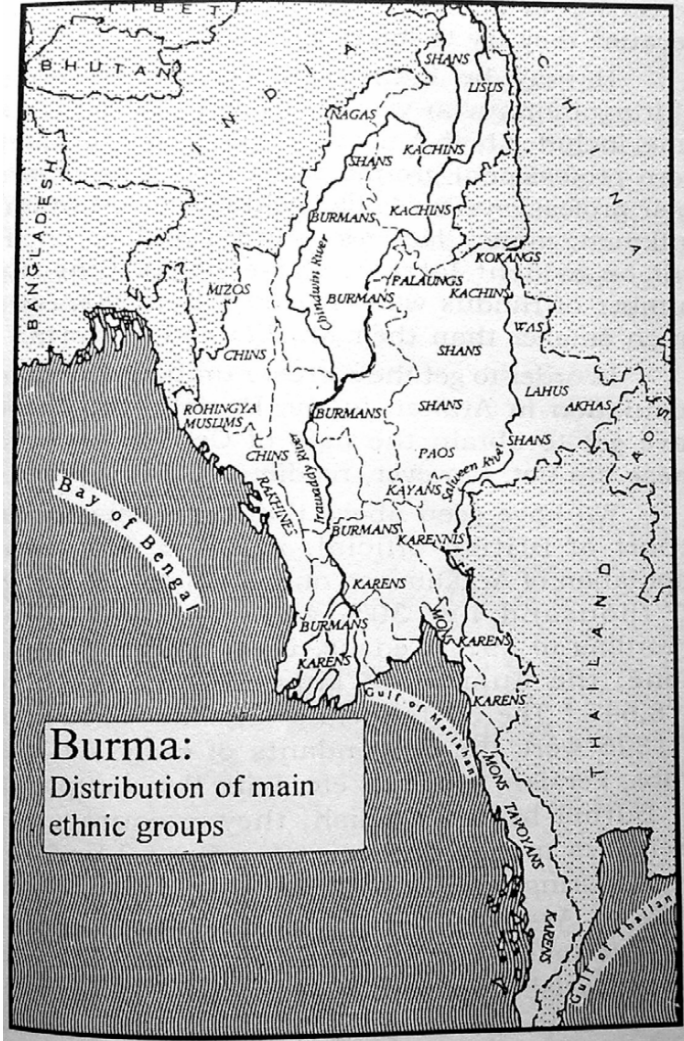 TIBET
BHUTAN
INDIA
CHINA
BANGLADESH
SHANS
LISUS
NAGAS
SHANS
KACHINS
BURMANS
KACHINS
Chindwin River
KOKANGS
PALAUNGS
KACHINS
MIZOS
BURMANS
WAS
CHINS
SHANS
LAHUS
AKHAS
ROHINGYA
MUSLIMS
BURMANS
SHANS
LAOS
SHANS
CHINS
Irrawaddy River
PAOS
Salween River
RAKHINES
KAYANS
Bay of Bengal
BURMANS
KARENNIS
KARENS
THAILAND
BURMANS
MON
KARENS
KARENS
KARENS
Gulf of Martaban
Burma:
Distribution of main
ethnic groups
MONS
TAVOYANS
KARENS
Gulf of Thailand